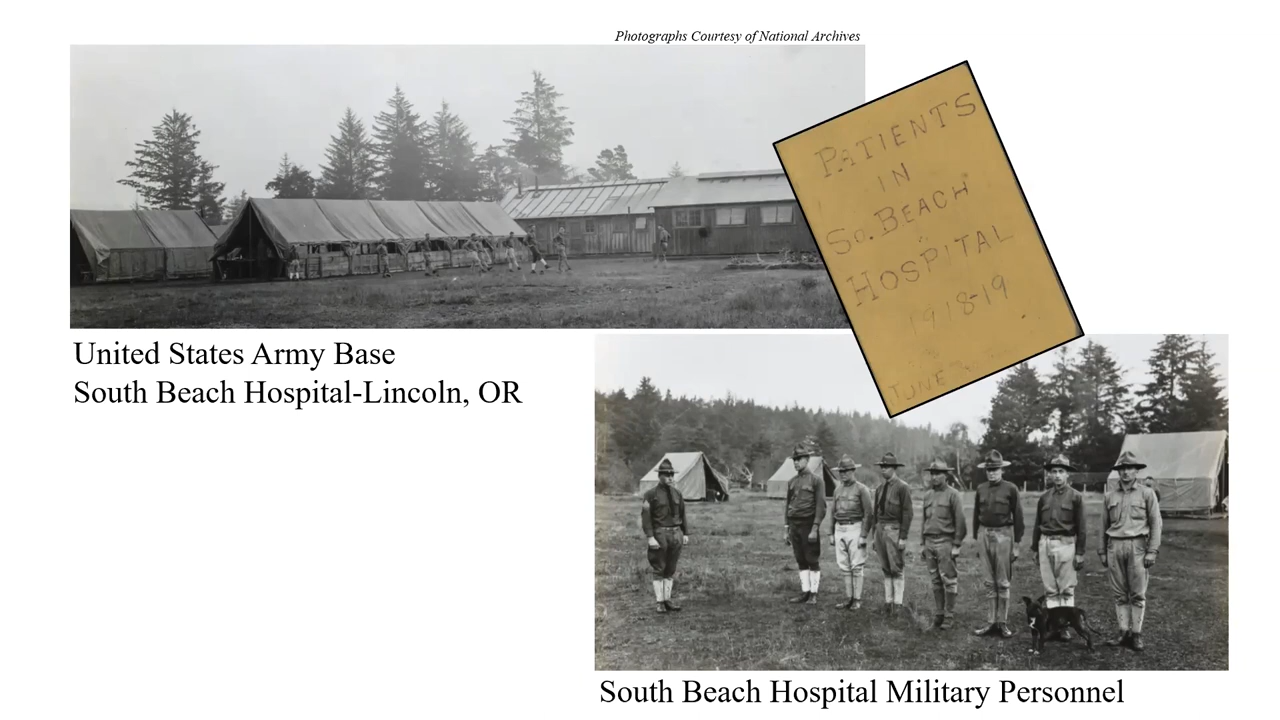 Photographs Courtesy of National Archives
PATIENTS
IN
So. BEACH
HOSPITAL
1918-19
JUNE
United States Army Base
South Beach Hospital-Lincoln, OR
South Beach Hospital Military Personnel